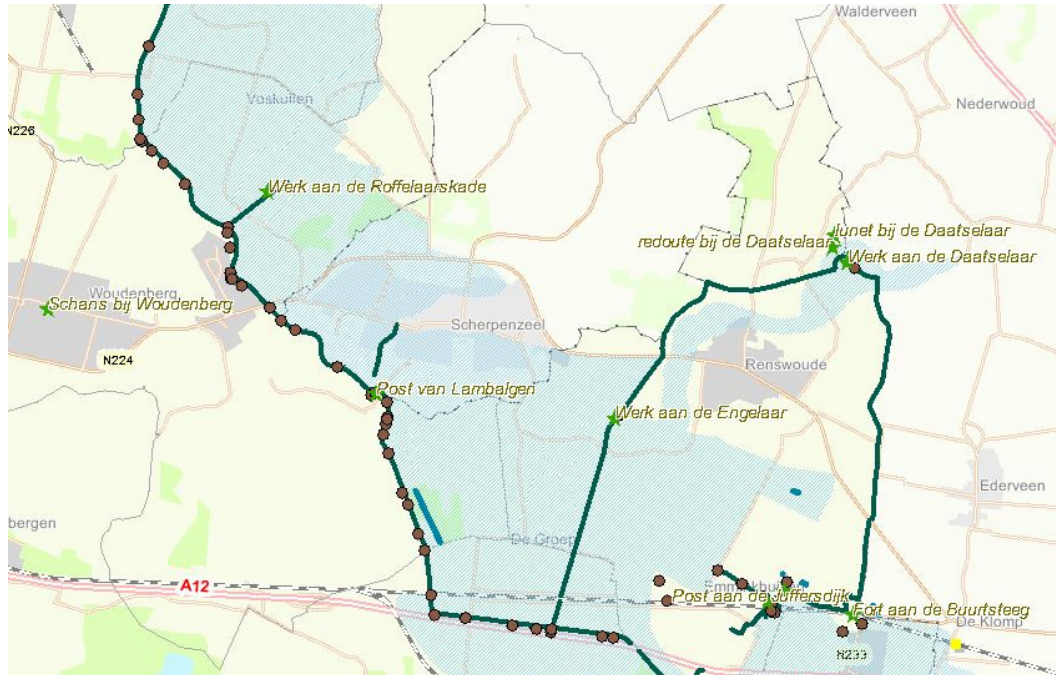 Walderveen
Voskuilen
Nederwoud
N226
Werk aan de Roffelaarskade
lunet bij de Daatselaar
redoute bij de Daatselaar
Werk aan de Daatselaar
Woudenberg
Schans bij Woudenberg
Scherpenzeel
N224
Renswoude
Post van Lambalgen
Werk aan de Engelaar
Ederveen
bergen
De Groep
A12
Post aan de Juffersdijk
Fort aan de Buurtsteeg
De Klomp
N233